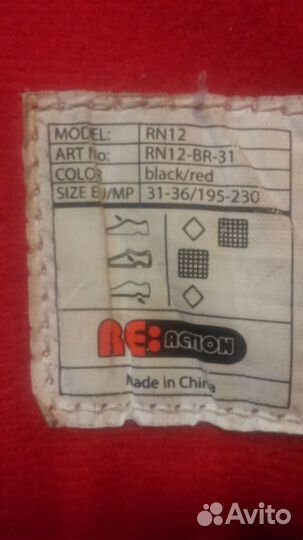 MODEL: RN12
ART No: RN12-BR-31
COLOR black/red
SIZE EU/MP 31-36/195-230
RE:ACTION
Made in China
Avito